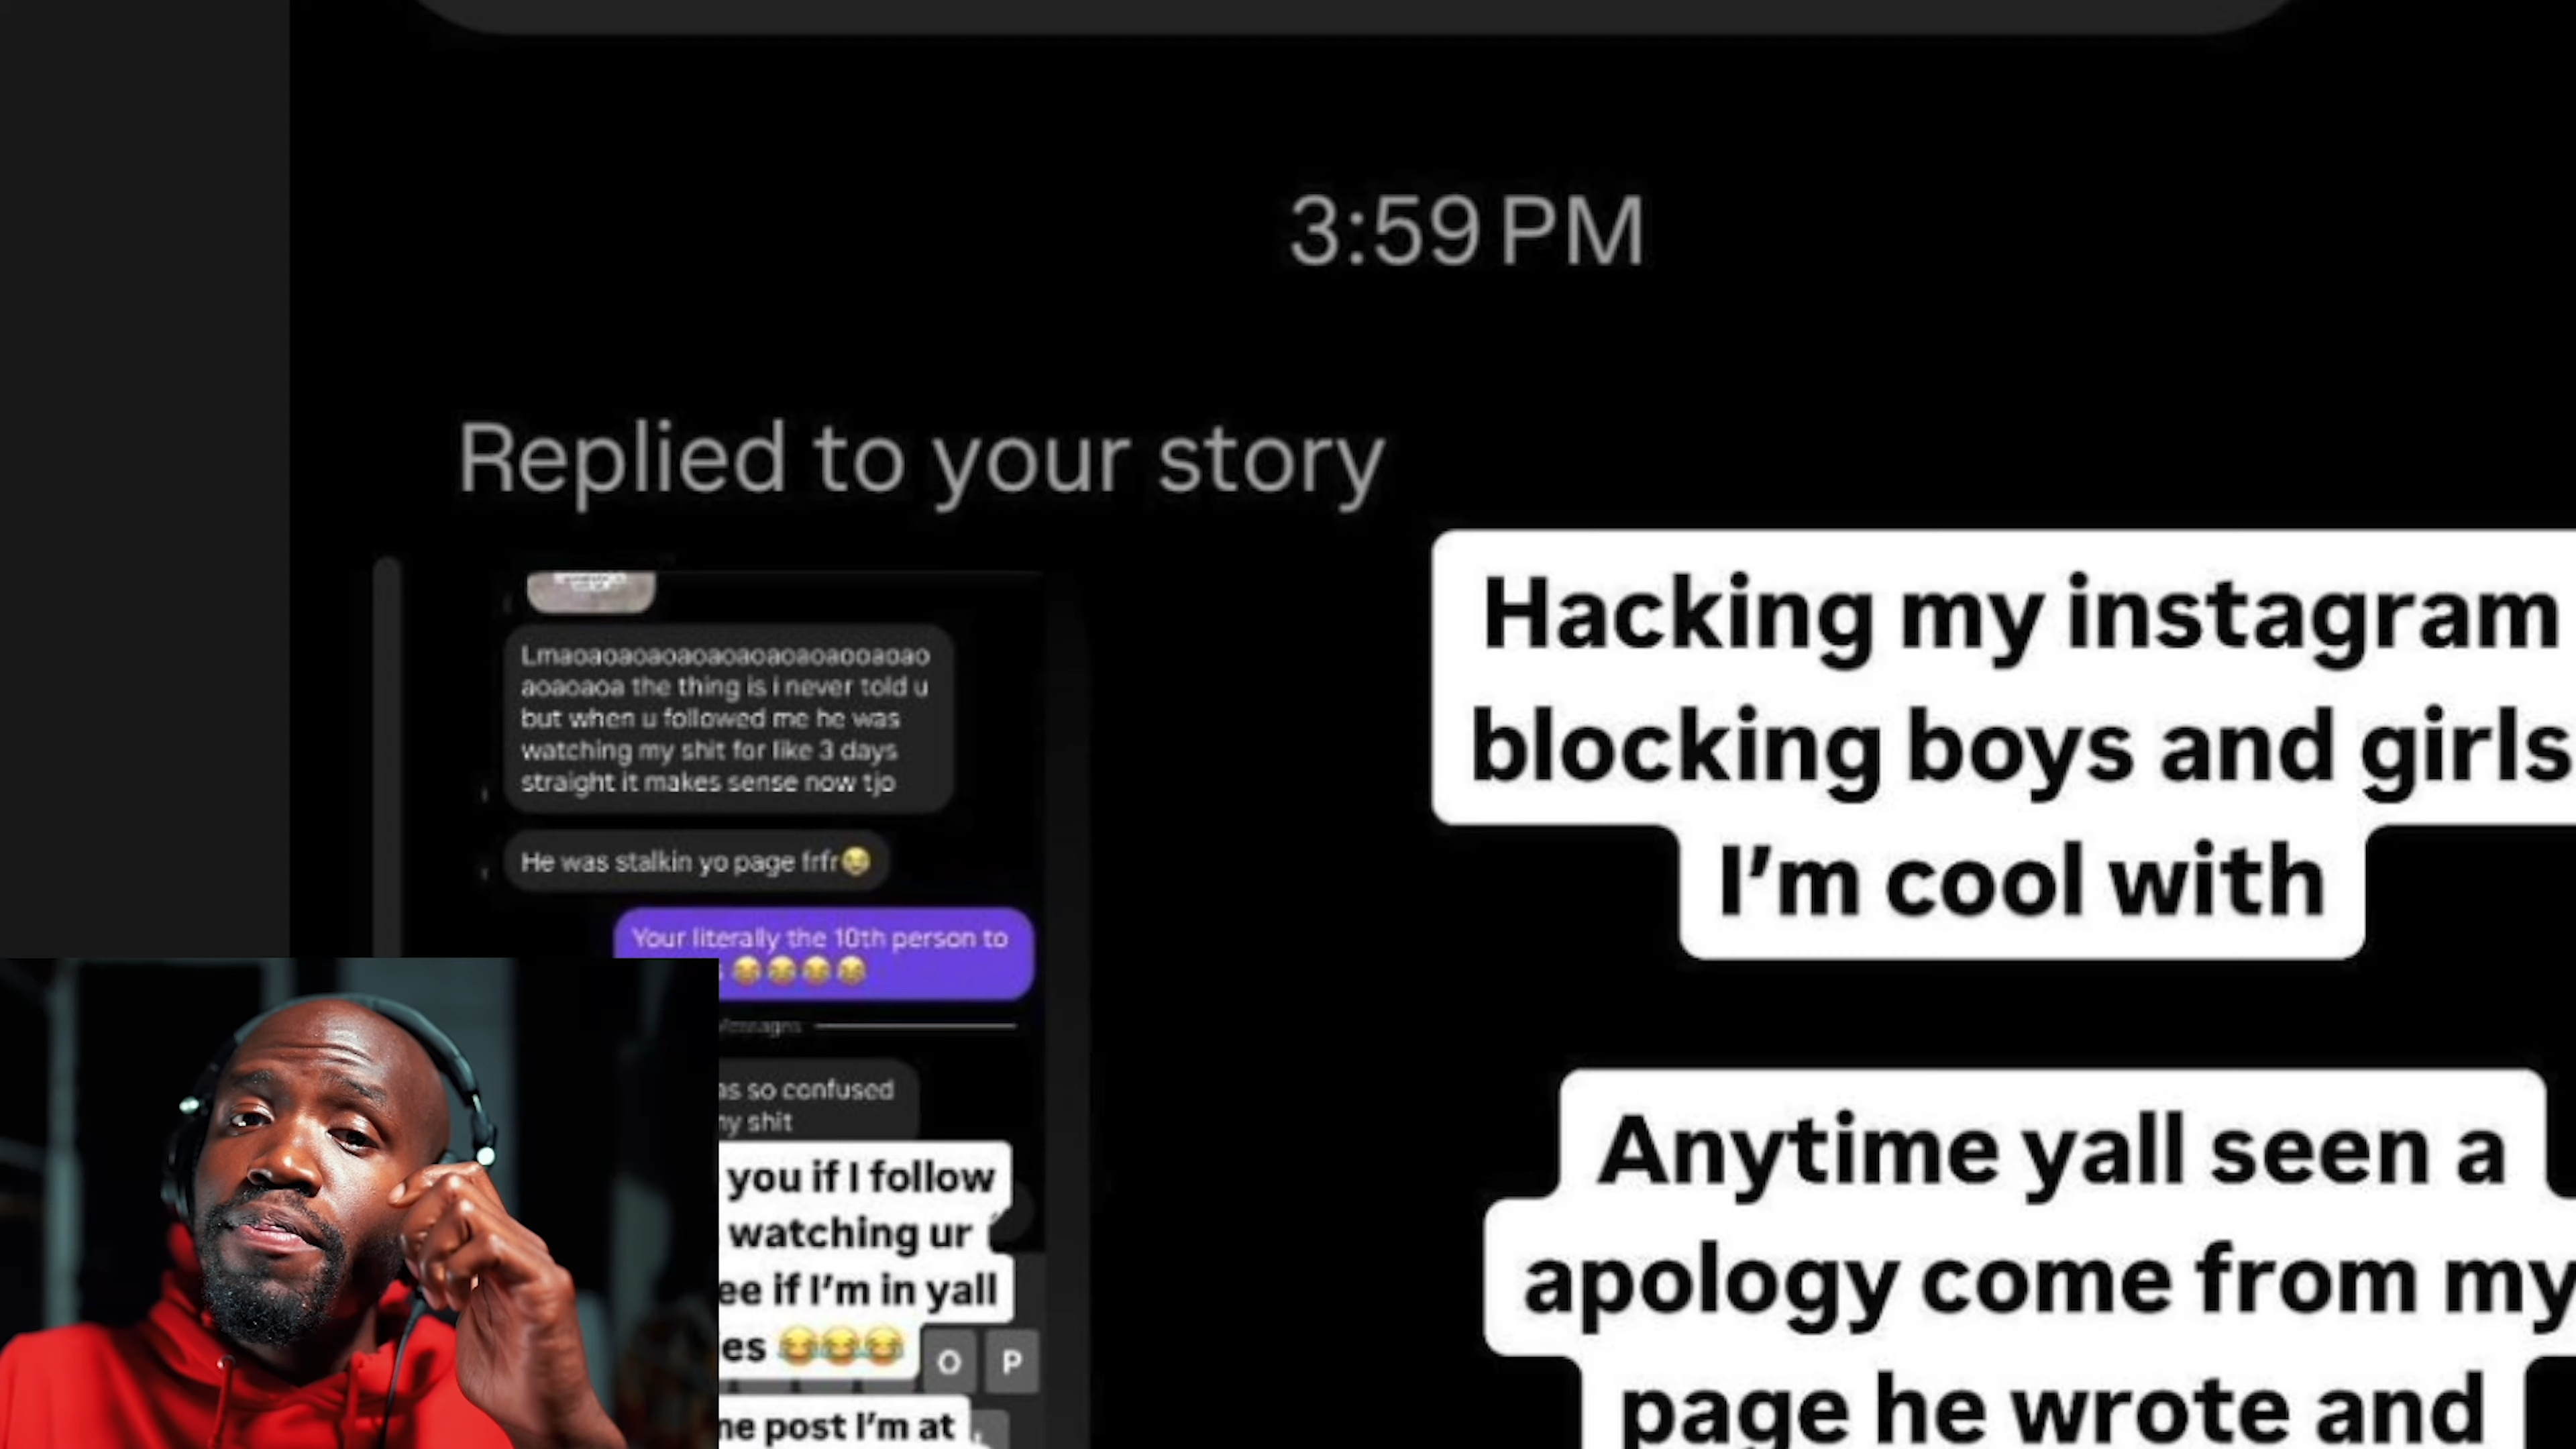 3:59 PM
Replied to your story
Lmaoaoaoaoaoaoaoaoaoaooaoao
aoaoaoa the thing is i never told u
but when u followed me he was
watching my shit for like 3 days
straight it makes sense now tjo
He was stalkin yo page frfr😭
Your literally the 10th person to
😂😂😂😂
so confused
shit
you if I follow
watching ur
if I'm in yall
😂😂😂
O P
post I'm at
Hacking my instagram
blocking boys and girls
I'm cool with
Anytime yall seen a
apology come from my
page he wrote and